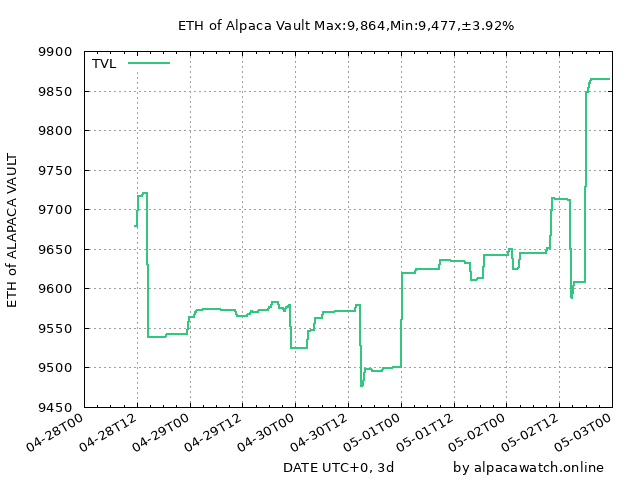 ETH of Alpaca Vault Max:9,864,Min:9,477,±3.92%
TVL
9900
9850
9800
9750
9700
9650
9600
9550
9500
9450
ETH of ALAPACA VAULT
04-28T00
04-28T12
04-29T00
04-29T12
04-30T00
04-30T12
05-01T00
05-01T12
05-02T00
05-02T12
05-03T00
DATE UTC+0, 3d
by alpacawatch.online